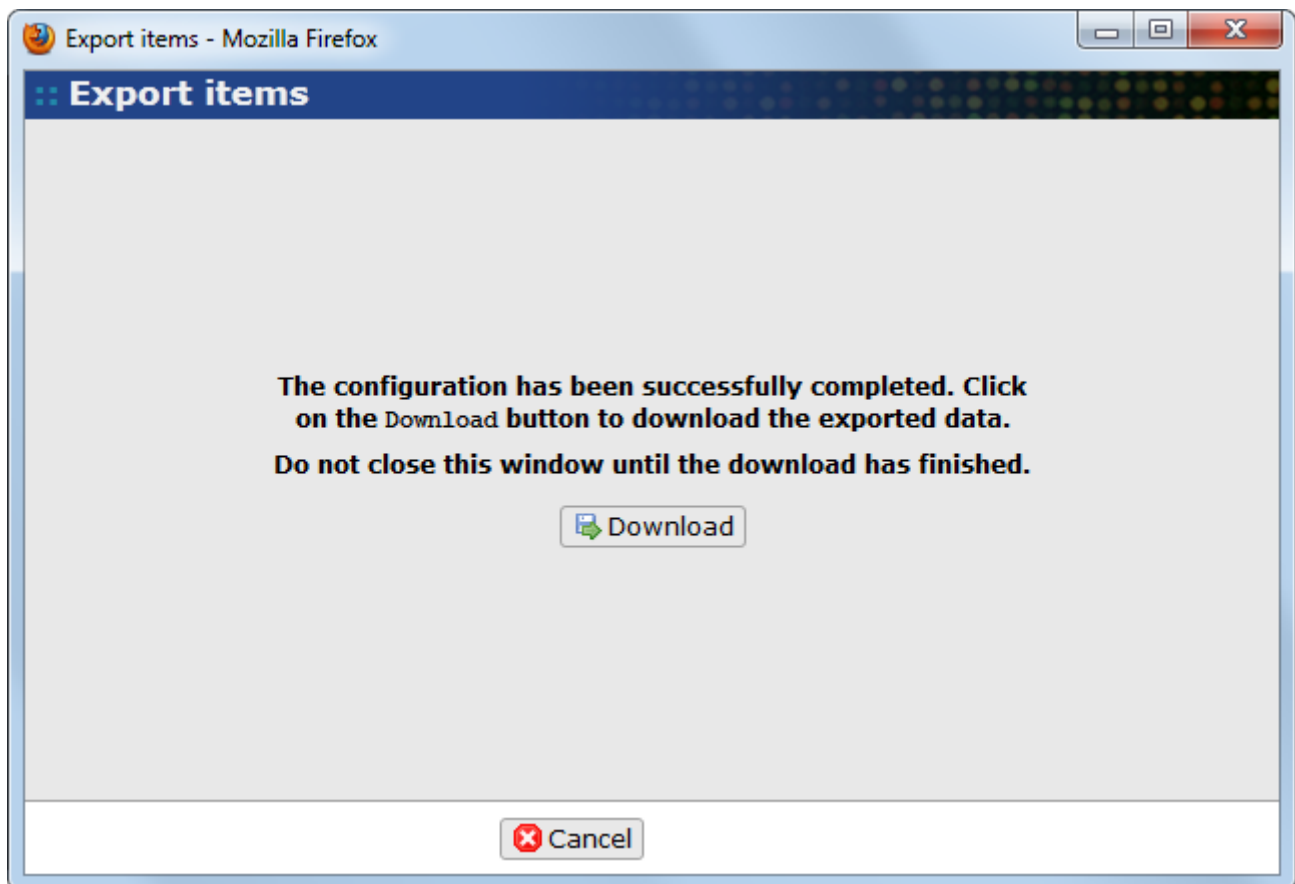 Export items - Mozilla Firefox
:: Export items
The configuration has been successfully completed. Click
on the Download button to download the exported data.
Do not close this window until the download has finished.
Download
Cancel